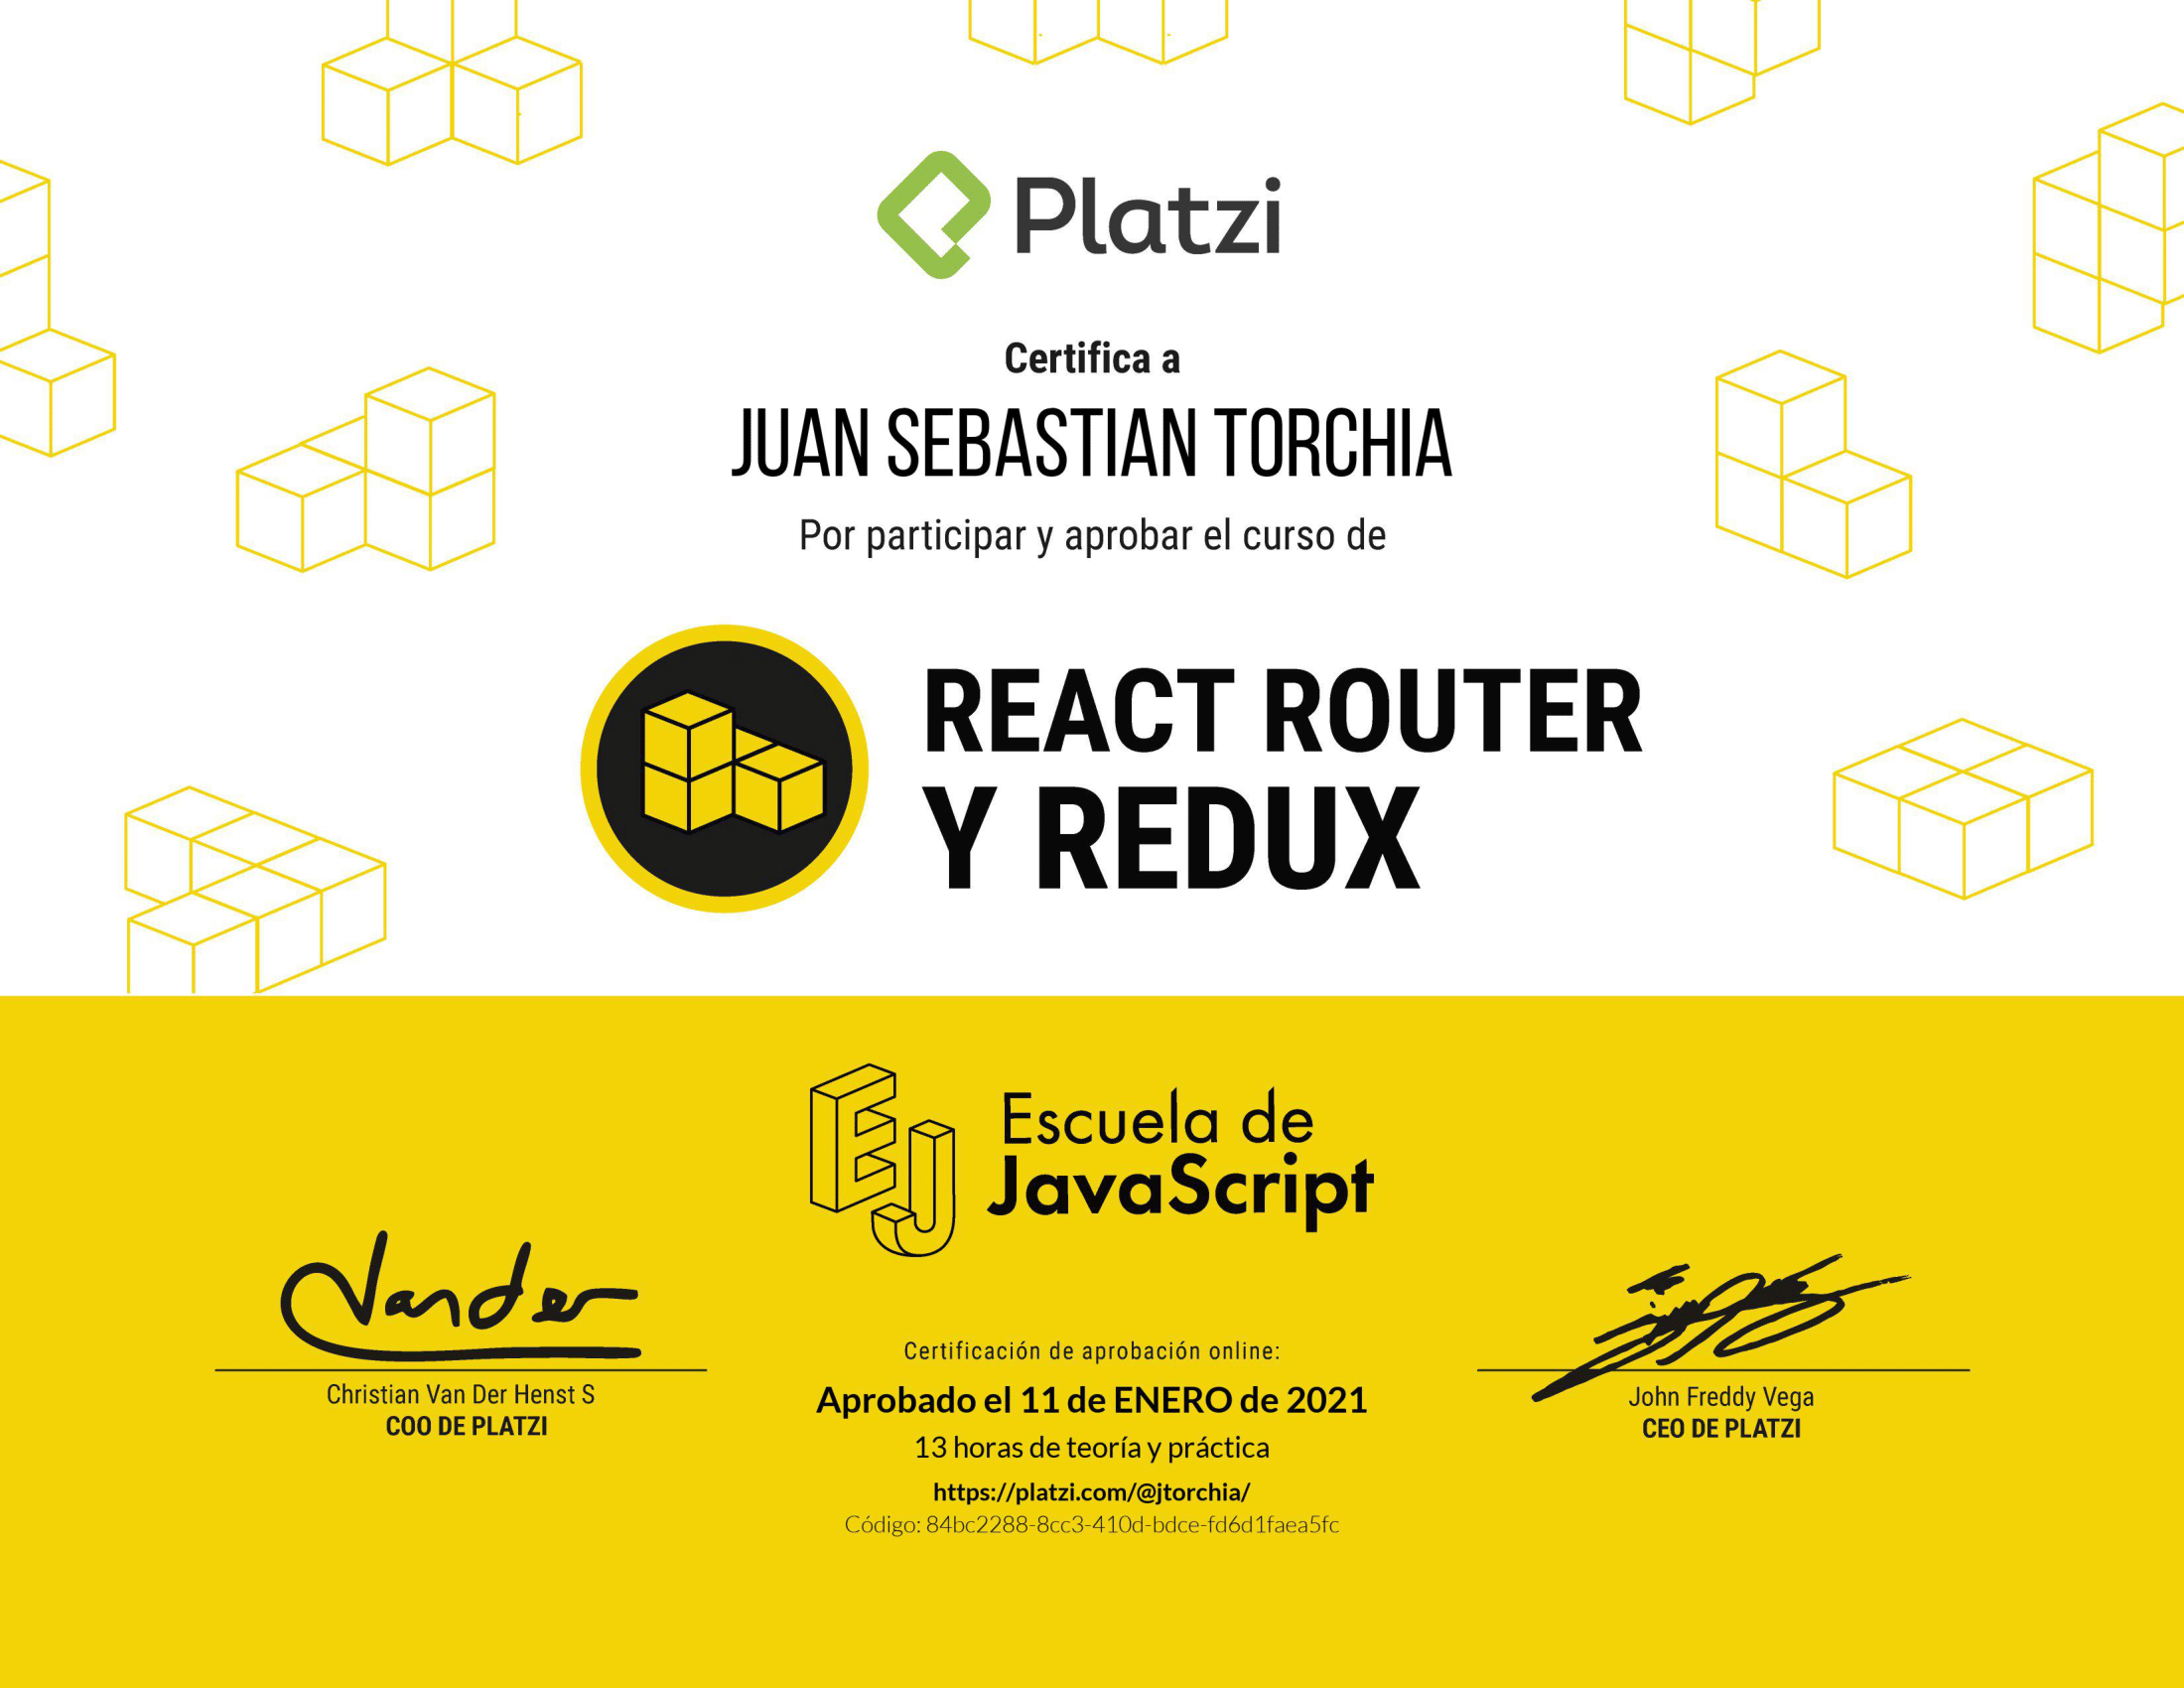 Platzi
Certifica a
JUAN SEBASTIAN TORCHIA
Por participar y aprobar el curso de
REACT ROUTER
Y REDUX
EJ
Escuela de
JavaScript
Vander
Christian Van Der Henst S
COO DE PLATZI
Certificación de aprobación online:
Aprobado el 11 de ENERO de 2021
13 horas de teoría y práctica
https://platzi.com/@jtorchia/
Código: 84bc2288-8cc3-410d-bdce-fd6d1faea5fc
John Freddy Vega
CEO DE PLATZI